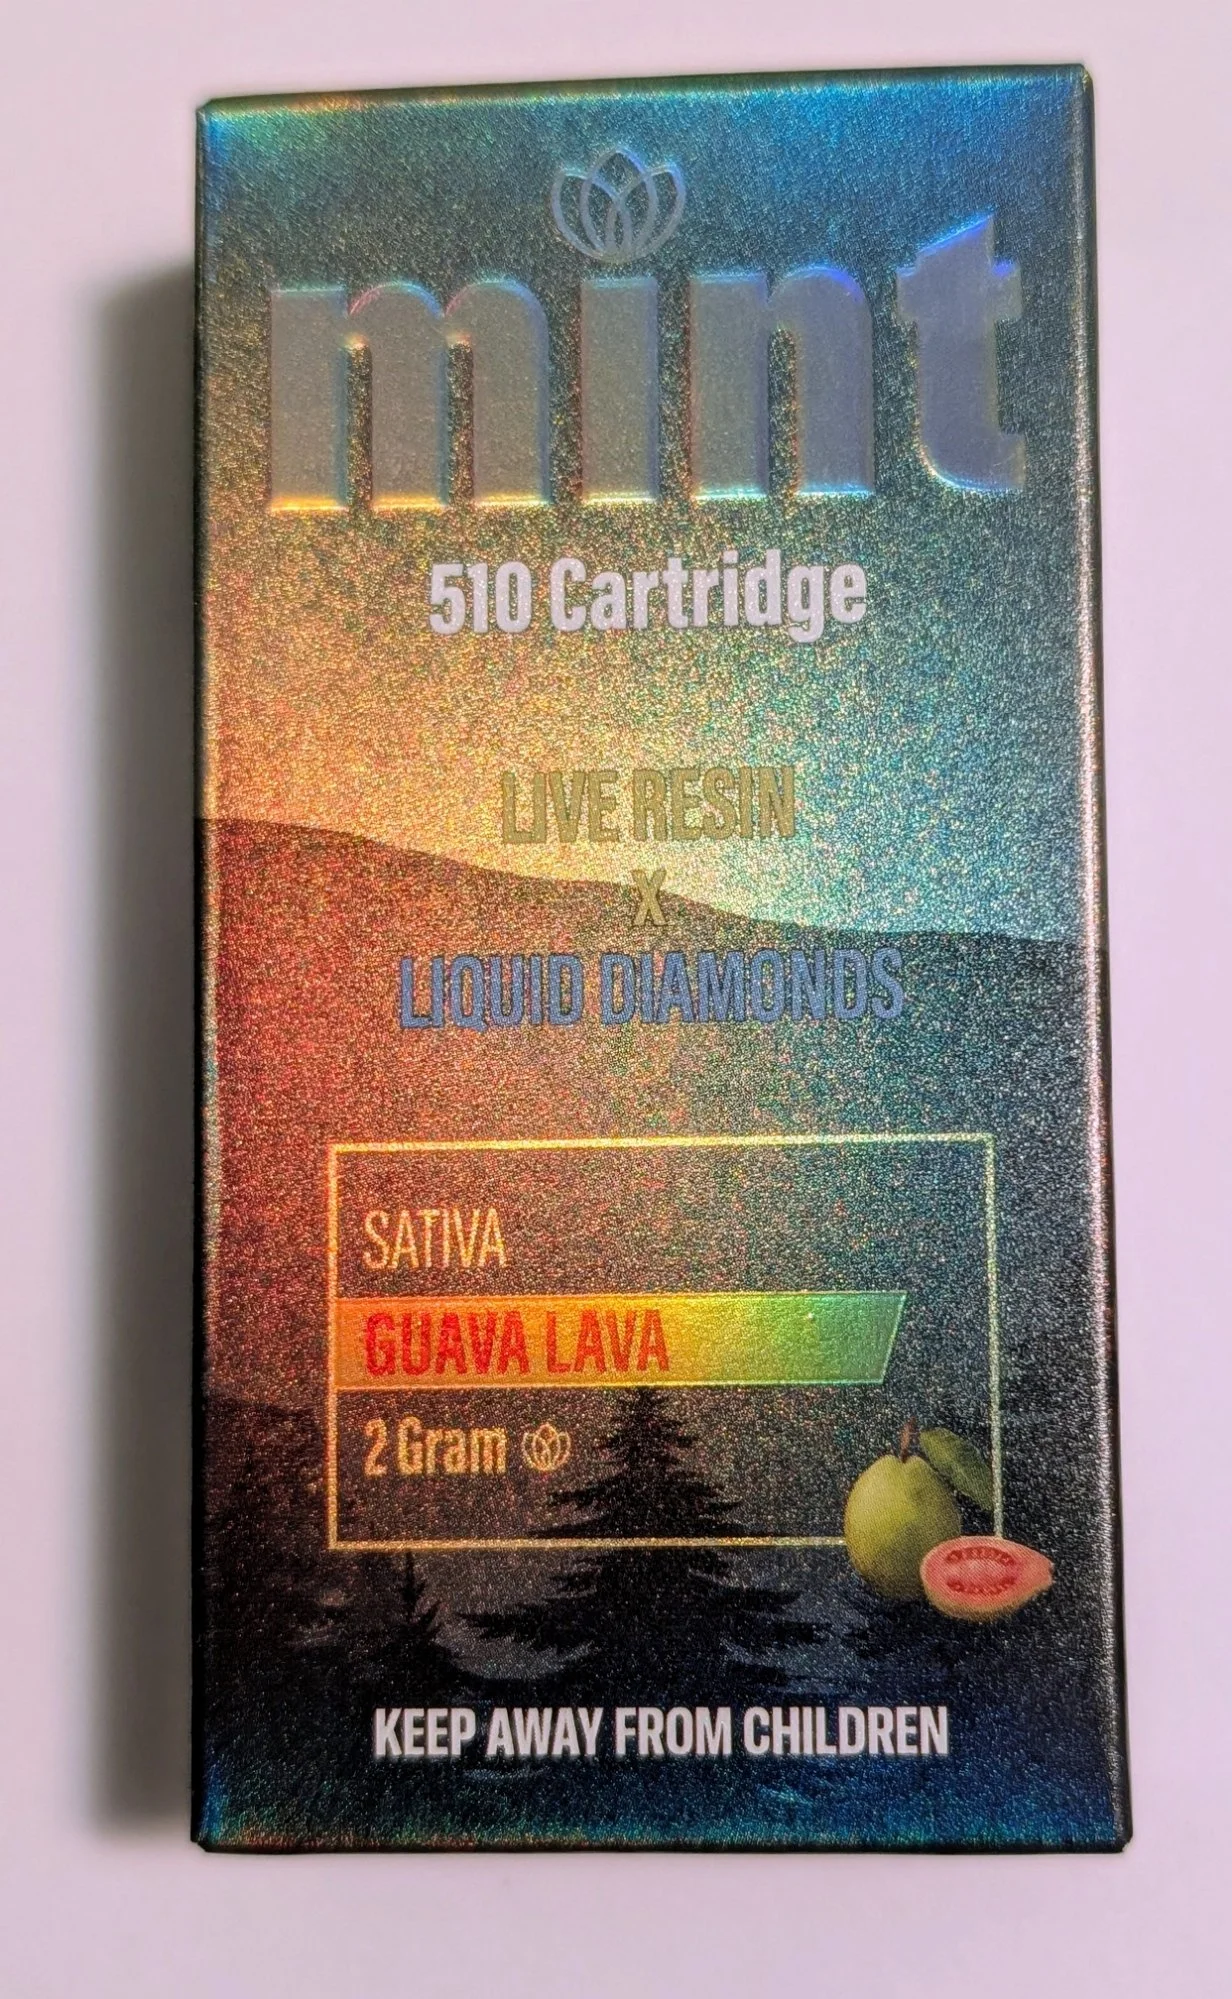 mint
510 Cartridge
LIVE RESIN
X
LIQUID DIAMONDS
SATIVA
GUAVA LAVA
2 Gram
KEEP AWAY FROM CHILDREN